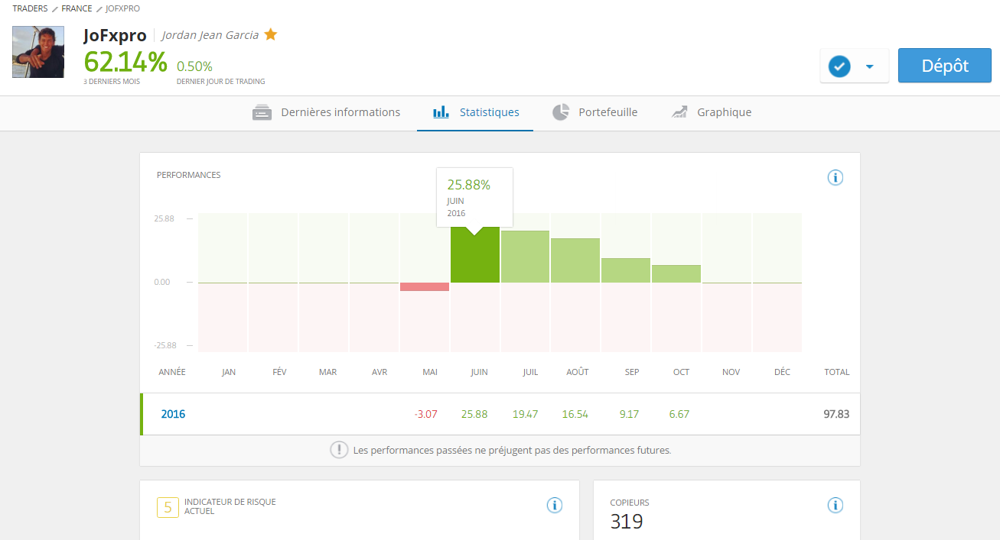 TRADERS / FRANCE / JOFXPRO
JoFxpro
Jordan Jean Garcia
62.14%
0.50%
3 DERNIERS MOIS
DERNIER JOUR DE TRADING
Dépôt
Dernières informations
Statistiques
Portefeuille
Graphique
PERFORMANCES
25.88%
JUIN
2016
25.88
0.00
-25.88
ANNÉE JAN FÉV MAR AVR MAI JUIN JUIL AOÛT SEP OCT NOV DÉC TOTAL
2016 -3.07 25.88 19.47 16.54 9.17 6.67 97.83
Les performances passées ne préjugent pas des performances futures.
5
INDICATEUR DE RISQUE
ACTUEL
COPIEURS
319